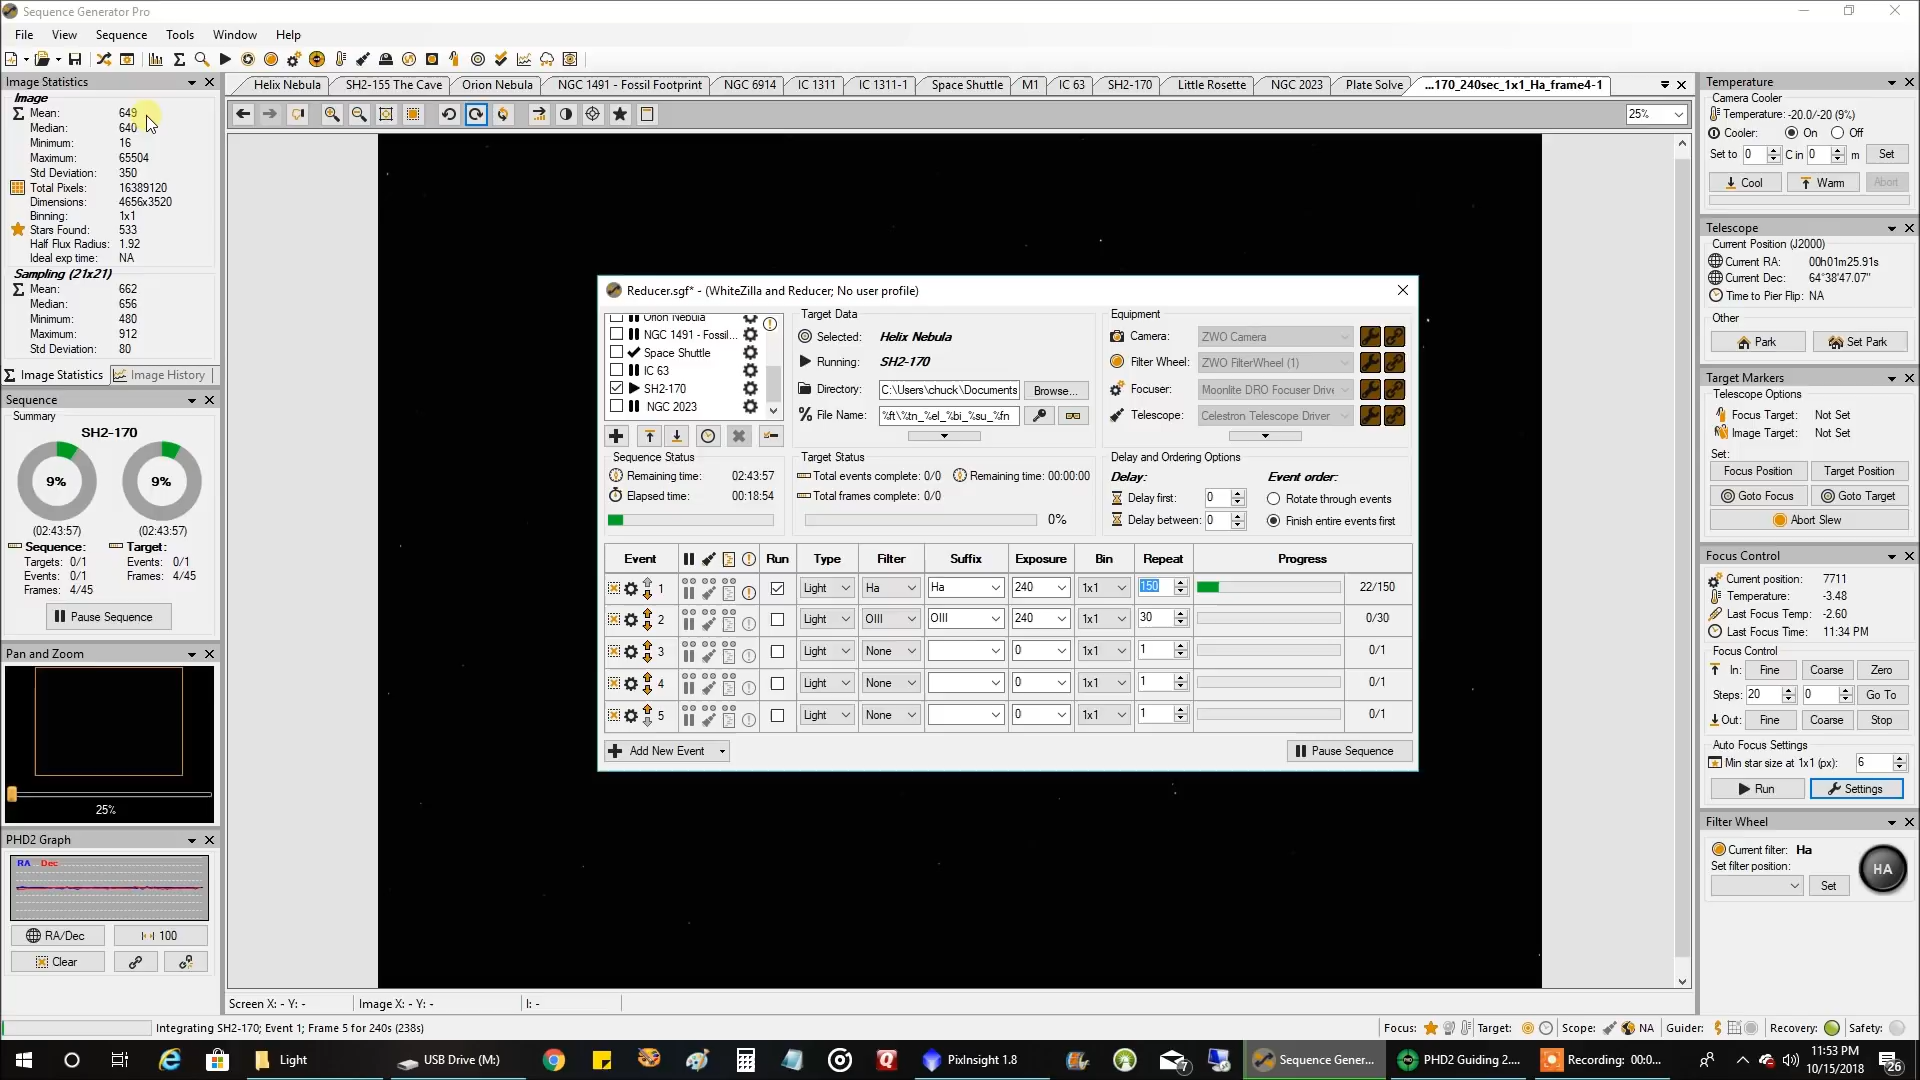 Sequence Generator Pro
File View Sequence Tools Window Help
Image Statistics
Image
Mean: 649
Median: 640
Minimum: 16
Maximum: 65504
Std Deviation: 350
Total Pixels: 16389120
Dimensions: 4656x3520
Binning: 1x1
Stars Found: 533
Half Flux Radius: 1.92
Ideal exp time: NA
Sampling (21x21)
Mean: 662
Median: 656
Minimum: 480
Maximum: 912
Std Deviation: 80
Image Statistics Image History
Sequence
Summary
SH2-170
9% 9%
(02:43:57) (02:43:57)
Sequence: Target:
Targets: 0/1 Events: 0/1
Events: 0/1 Frames: 4/45
Frames: 4/45
Pause Sequence
Pan and Zoom
25%
PHD2 Graph
RA Dec
RA/Dec 100
Clear
Helix Nebula SH2-155 The Cave Orion Nebula NGC 1491 - Fossil Footprint NGC 6914 IC 1311 IC 1311-1 Space Shuttle M1 IC 63 SH2-170 Little Rosette NGC 2023 Plate Solve ...170_240sec_1x1_Ha_frame4-1
25%
Reducer.sgf* - (WhiteZilla and Reducer; No user profile)
Orion Nebula
NGC 1491 - Fossil...
Space Shuttle
IC 63
SH2-170
NGC 2023
Target Data
Selected: Helix Nebula
Running: SH2-170
Directory: C:\Users\chuck\Documents Browse...
File Name: %ft\%tn_%el_%bi_%su_%fn
Equipment
Camera: ZWO Camera
Filter Wheel: ZWO FilterWheel (1)
Focuser: Moonlite DRO Focuser Drive
Telescope: Celestron Telescope Driver
Sequence Status
Remaining time: 02:43:57
Elapsed time: 00:18:54
Target Status
Total events complete: 0/0 Remaining time: 00:00:00
Total frames complete: 0/0
0%
Delay and Ordering Options
Delay: Event order:
Delay first: 0 Rotate through events
Delay between: 0 Finish entire events first
Event Run Type Filter Suffix Exposure Bin Repeat Progress
1 Light Ha Ha 240 1x1 150 22/150
2 Light OIII OIII 240 1x1 30 0/30
3 Light None 0 1x1 1 0/1
4 Light None 0 1x1 1 0/1
5 Light None 0 1x1 1 0/1
Add New Event Pause Sequence
Temperature
Camera Cooler
Temperature: -20.0/-20 (9%)
Cooler: On Off
Set to 0 C in 0 m Set
Cool Warm Abort
Telescope
Current Position (J2000)
Current RA: 00h01m25.91s
Current Dec: 64°38'47.07"
Time to Pier Flip: NA
Other
Park Set Park
Target Markers
Telescope Options
Focus Target: Not Set
Image Target: Not Set
Set:
Focus Position Target Position
Goto Focus Goto Target
Abort Slew
Focus Control
Current position: 7711
Temperature: -3.48
Last Focus Temp: -2.60
Last Focus Time: 11:34 PM
Focus Control
In: Fine Coarse Zero
Steps: 20 0 Go To
Out: Fine Coarse Stop
Auto Focus Settings
Min star size at 1x1 (px): 6
Run Settings
Filter Wheel
Current filter: Ha
Set filter position:
Set
HA
Screen X: - Y: - Image X: - Y: - I: -
Integrating SH2-170; Event 1; Frame 5 for 240s (238s)
Focus: Target: Scope: NA Guider: Recovery: Safety:
Light USB Drive (M:) PixInsight 1.8 7 Sequence Gener... PHD2 Guiding 2.... Recording: 00:0...
11:53 PM
10/15/2018
26